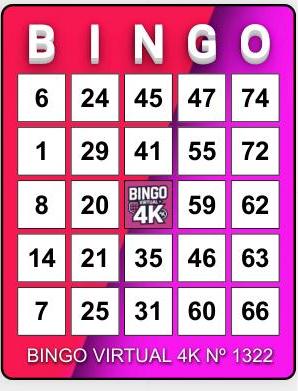 B I N G O
6 24 45 47 74
1 29 41 55 72
8 20 BINGO VIRTUAL 4K 59 62
14 21 35 46 63
7 25 31 60 66
BINGO VIRTUAL 4K Nº 1322